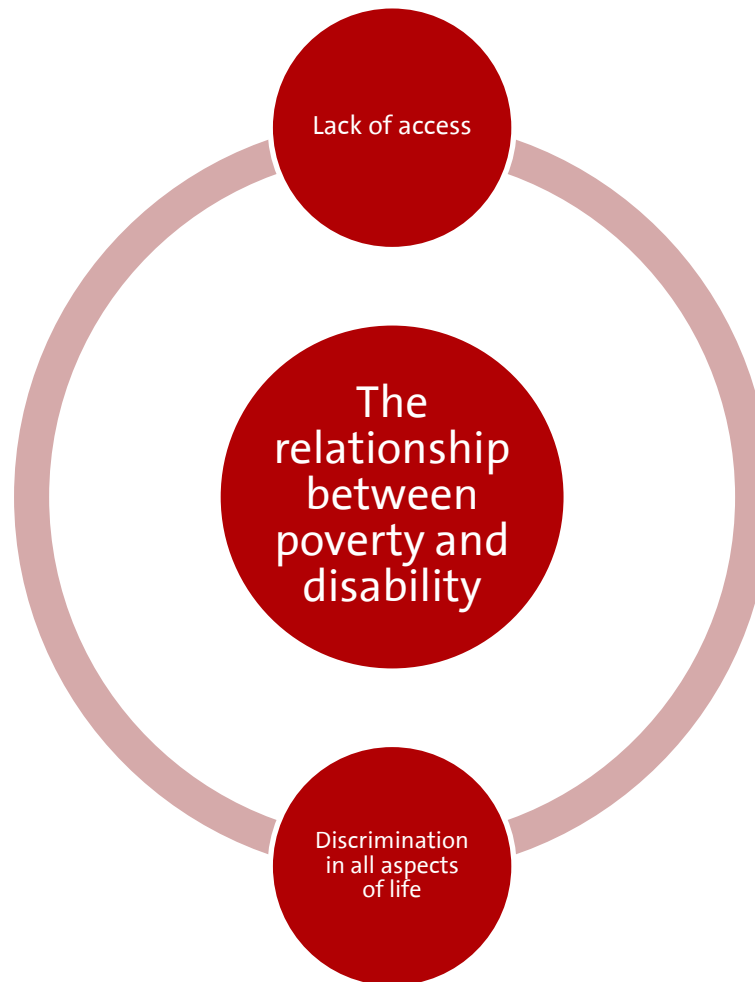 Lack of access
The
relationship
between
poverty and
disability
Discrimination
in all aspects
of life